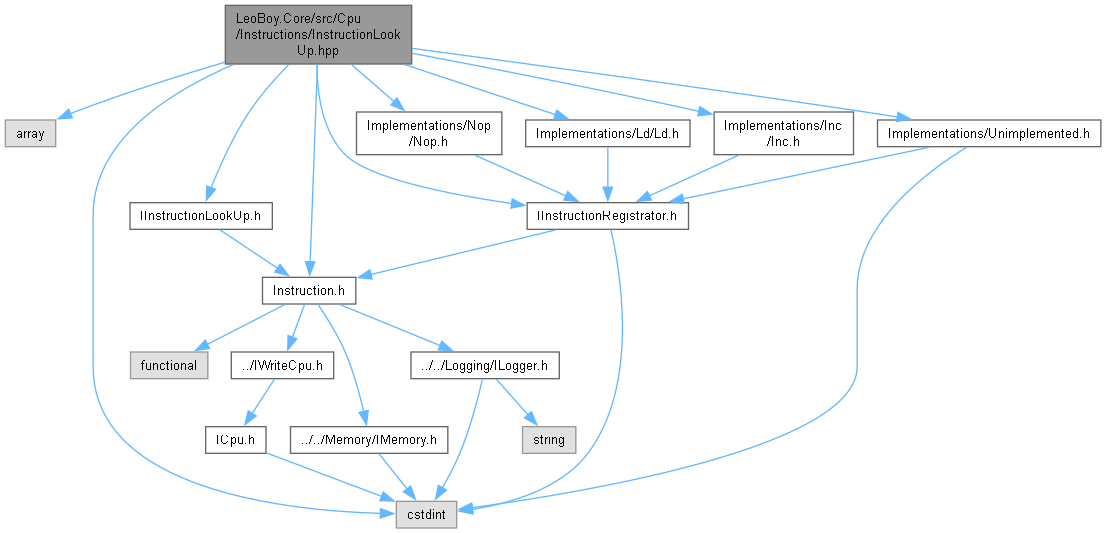 LeoBoy.Core/src/Cpu
/Instructions/InstructionLook
Up.hpp
array
Implementations/Nop
/Nop.h
Implementations/Ld/Ld.h
Implementations/Inc
/Inc.h
Implementations/Unimplemented.h
IInstructionLookUp.h
IInstructionRegistrator.h
Instruction.h
functional
../IWriteCpu.h
../../Logging/ILogger.h
ICpu.h
../../Memory/IMemory.h
string
cstdint